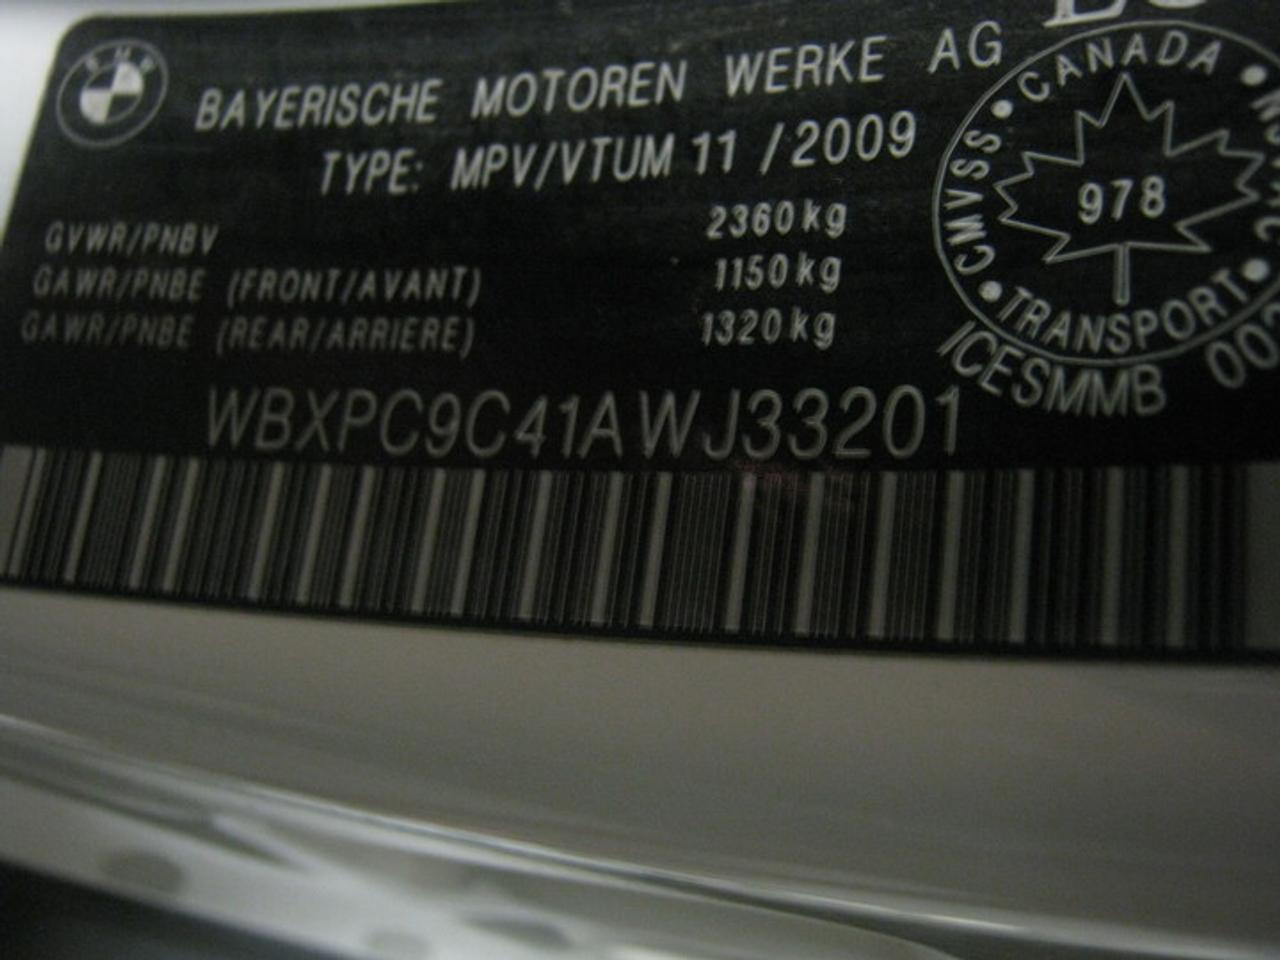 BMW
BAYERISCHE MOTOREN WERKE AG
TYPE: MPV/VTUM 11 /2009
GVWR/PNBV 2360kg
GAWR/PNBE (FRONT/AVANT) 1150kg
GAWR/PNBE (REAR/ARRIERE) 1320kg
WBXPC9C41AWJ33201
CANADA
CMVSS
978
TRANSPORT
ICESMMB